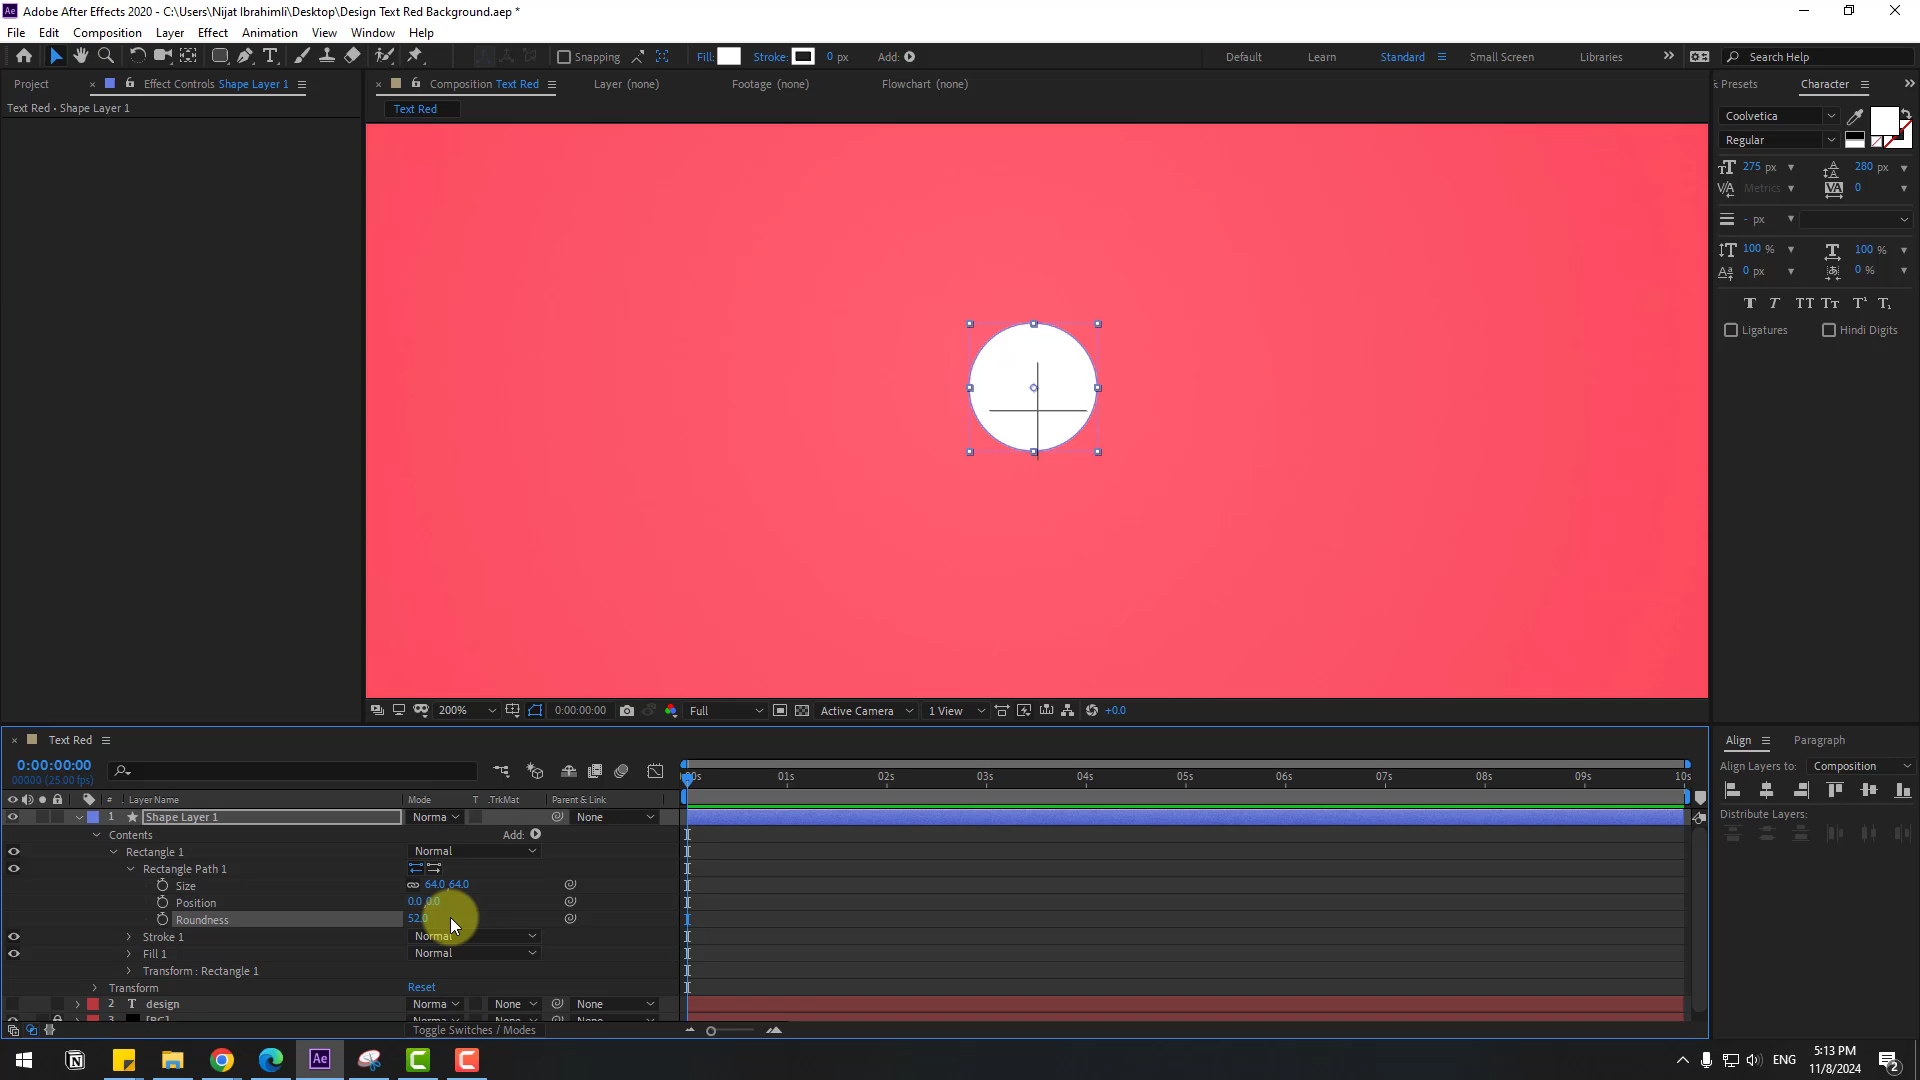 Adobe After Effects 2020 - C:\Users\Nijat Ibrahimli\Desktop\Design Text Red Background.aep *
File Edit Composition Layer Effect Animation View Window Help
Snapping Fill: Stroke: 0 px Add: Default Learn Standard Small Screen Libraries Search Help
Project Effect Controls Shape Layer 1 Composition Text Red Layer (none) Footage (none) Flowchart (none) Presets Character
Text Red • Shape Layer 1
Text Red
Coolvetica
Regular
275 px 280 px
Metrics 0
- px
100 % 100 %
0 px 0 %
Ligatures Hindi Digits
200% 0:00:00:00 Full Active Camera 1 View +0.0
Text Red
Align Paragraph
0:00:00:00
00000 (25.00 fps)
Align Layers to: Composition
Distribute Layers:
00s 01s 02s 03s 04s 05s 06s 07s 08s 09s 10s
# Layer Name Mode T .TrkMat Parent & Link
1 Shape Layer 1 Norma None
Contents Add:
Rectangle 1 Normal
Rectangle Path 1
Size 64.0, 64.0
Position 0.0, 0.0
Roundness 52.0
Stroke 1 Normal
Fill 1 Normal
Transform : Rectangle 1
Transform Reset
2 T design Norma None None
3 [BG] Norma None None
Toggle Switches / Modes
Ae
ENG
5:13 PM
11/8/2024
2